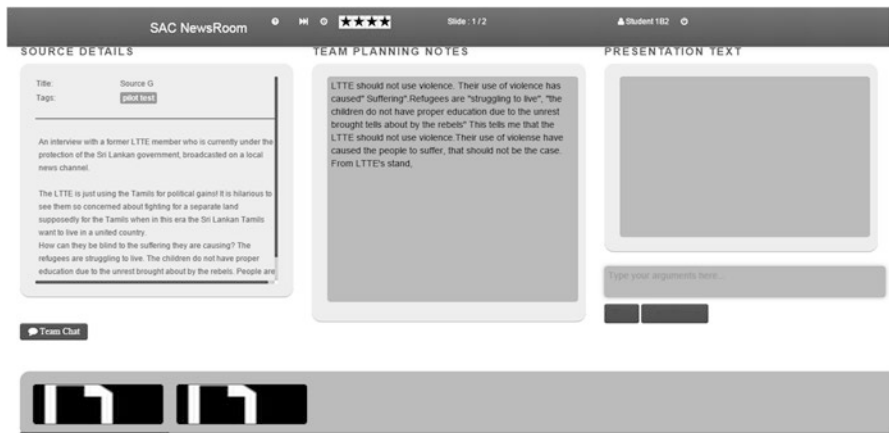 SAC NewsRoom
Slide : 1 / 2
Student 1B2
SOURCE DETAILS
Title: Source G
Tags: pilot test
An interview with a former LTTE member who is currently under the
protection of the Sri Lankan government, broadcasted on a local
news channel.
The LTTE is just using the Tamils for political gains! It is hilarious to
see them so concerned about fighting for a separate land
supposedly for the Tamils when in this era the Sri Lankan Tamils
want to live in a united country.
How can they be blind to the suffering they are causing? The
refugees are struggling to live. The children do not have proper
education due to the unrest brought about by the rebels. People are
Team Chat
TEAM PLANNING NOTES
LTTE should not use violence. Their use of violence has
caused" Suffering".Refugees are "struggling to live", "the
children do not have proper education due to the unrest
brought tells about by the rebels" This tells me that the
LTTE should not use violence.Their use of violense have
caused the people to suffer, that should not be the case.
From LTTE's stand,
PRESENTATION TEXT
Type your arguments here...